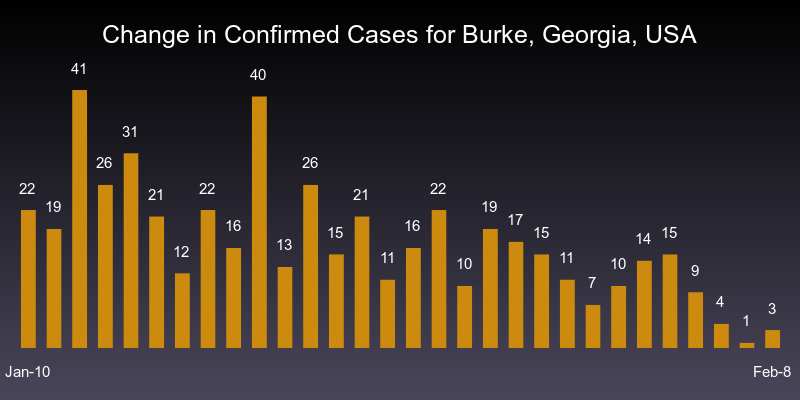 Change in Confirmed Cases for Burke, Georgia, USA
22 19 41 26 31 21 12 22 16 40 13 26 15 21 11 16 22 10 19 17 15 11 7 10 14 15 9 4 1 3
Jan-10 Feb-8